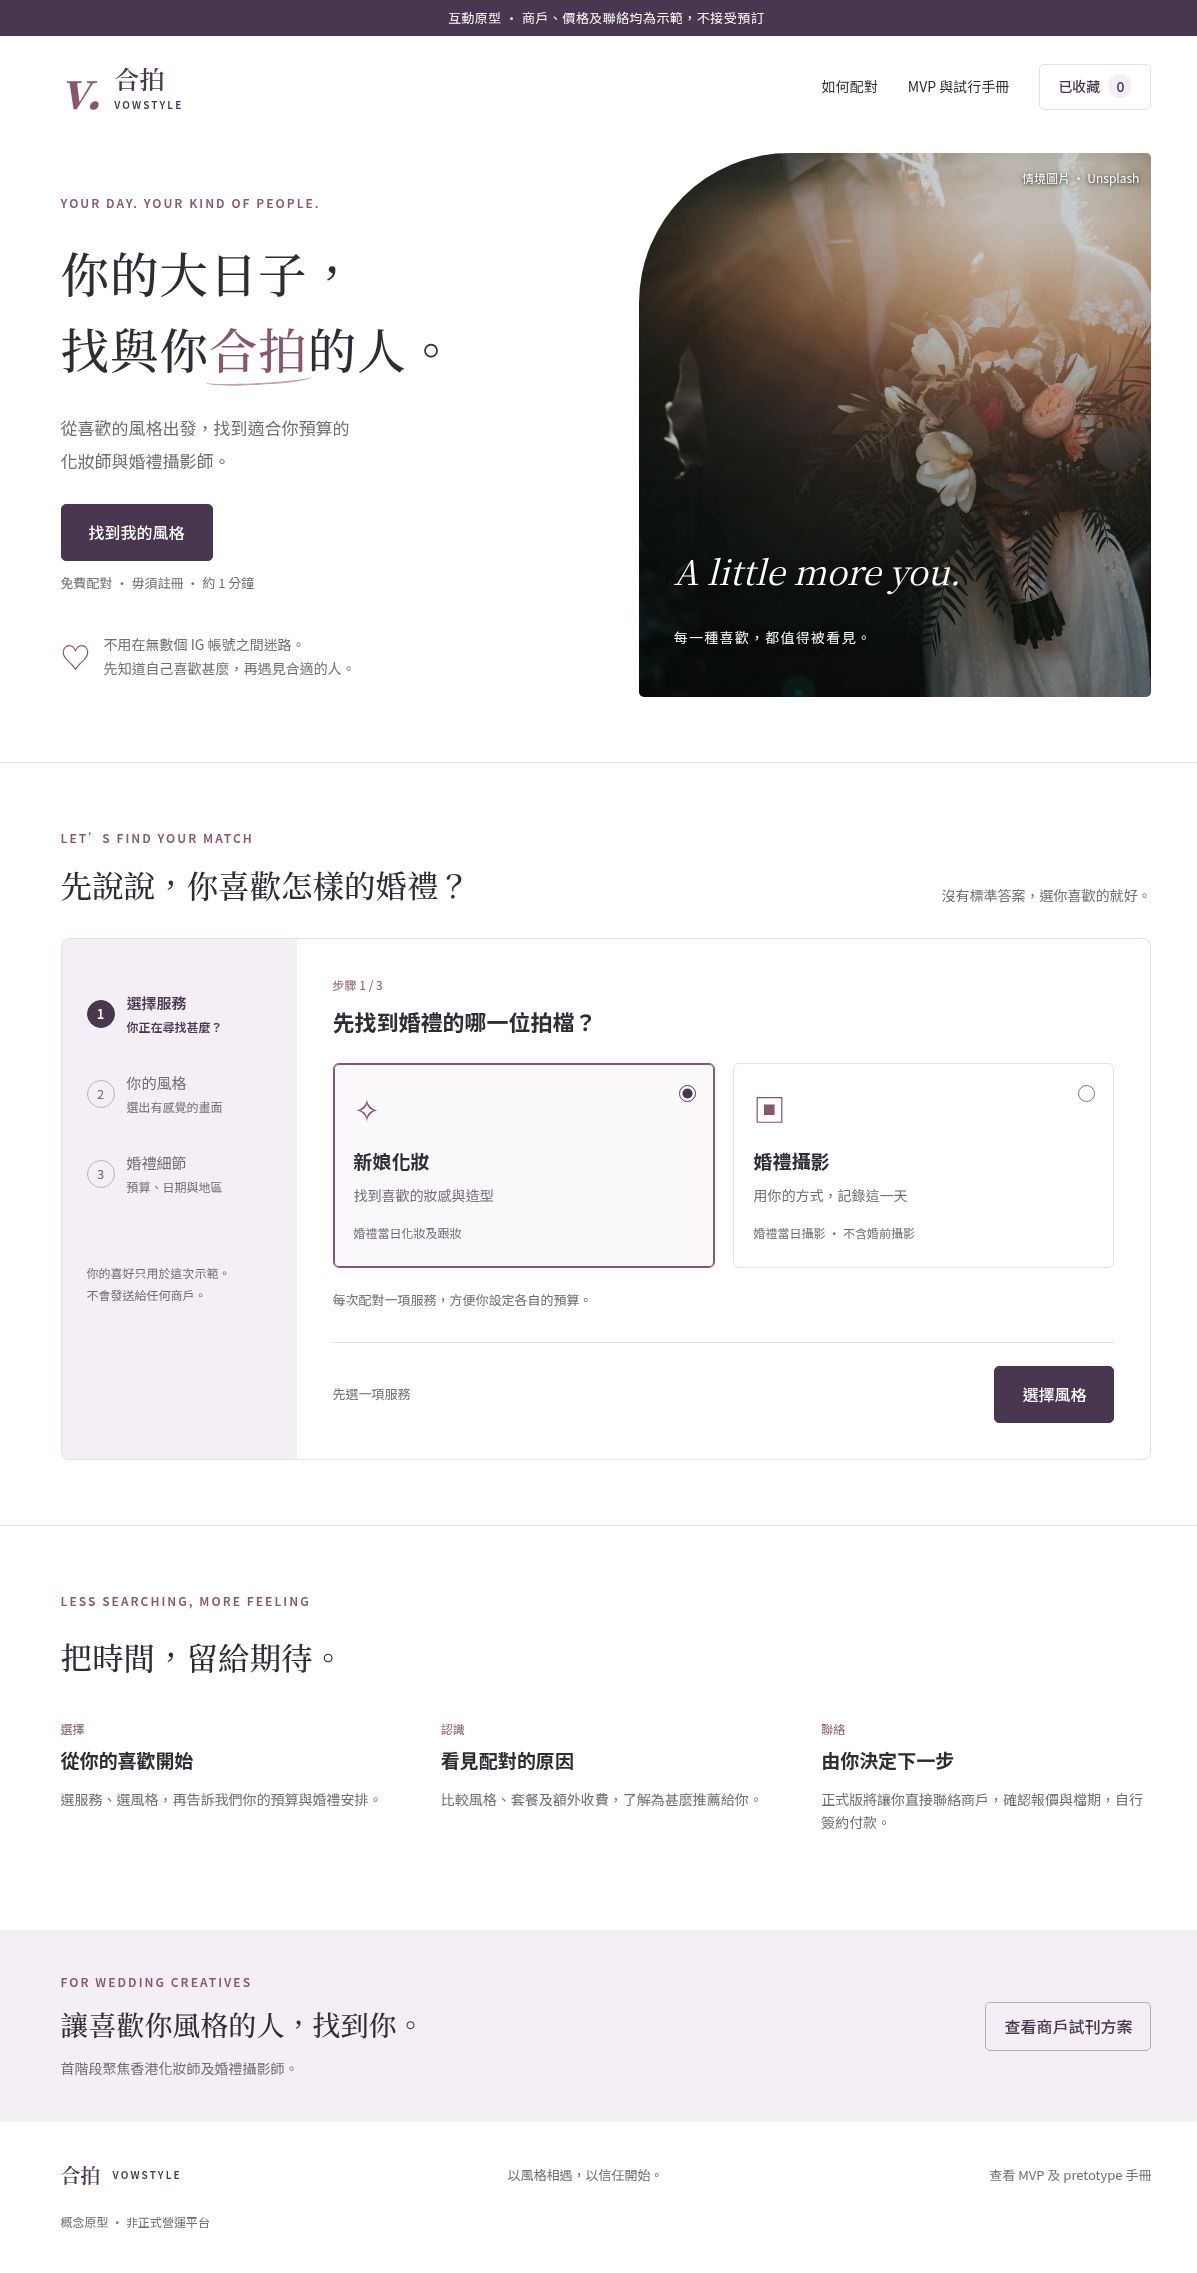 互動原型 · 商戶、價格及聯絡均為示範，不接受預訂
V. 合拍
VOWSTYLE
如何配對
MVP 與試行手冊
已收藏 0
情境圖片 · Unsplash
YOUR DAY. YOUR KIND OF PEOPLE.
你的大日子，
找與你合拍的人。
從喜歡的風格出發，找到適合你預算的
化妝師與婚禮攝影師。
找到我的風格
免費配對 · 毋須註冊 · 約 1 分鐘
♡ 不用在無數個 IG 帳號之間迷路。
先知道自己喜歡甚麼，再遇見合適的人。
A little more you.
每一種喜歡，都值得被看見。
LET’S FIND YOUR MATCH
先說說，你喜歡怎樣的婚禮？
沒有標準答案，選你喜歡的就好。
1 選擇服務
你正在尋找甚麼？
2 你的風格
選出有感覺的畫面
3 婚禮細節
預算、日期與地區
你的喜好只用於這次示範。
不會發送給任何商戶。
步驟 1 / 3
先找到婚禮的哪一位拍檔？
新娘化妝
找到喜歡的妝感與造型
婚禮當日化妝及跟妝
婚禮攝影
用你的方式，記錄這一天
婚禮當日攝影 · 不含婚前攝影
每次配對一項服務，方便你設定各自的預算。
先選一項服務
選擇風格
LESS SEARCHING, MORE FEELING
把時間，留給期待。
選擇
從你的喜歡開始
選服務、選風格，再告訴我們你的預算與婚禮安排。
認識
看見配對的原因
比較風格、套餐及額外收費，了解為甚麼推薦給你。
聯絡
由你決定下一步
正式版將讓你直接聯絡商戶，確認報價與檔期，自行
簽約付款。
FOR WEDDING CREATIVES
讓喜歡你風格的人，找到你。
首階段聚焦香港化妝師及婚禮攝影師。
查看商戶試刊方案
合拍 VOWSTYLE
以風格相遇，以信任開始。
查看 MVP 及 pretotype 手冊
概念原型 · 非正式營運平台